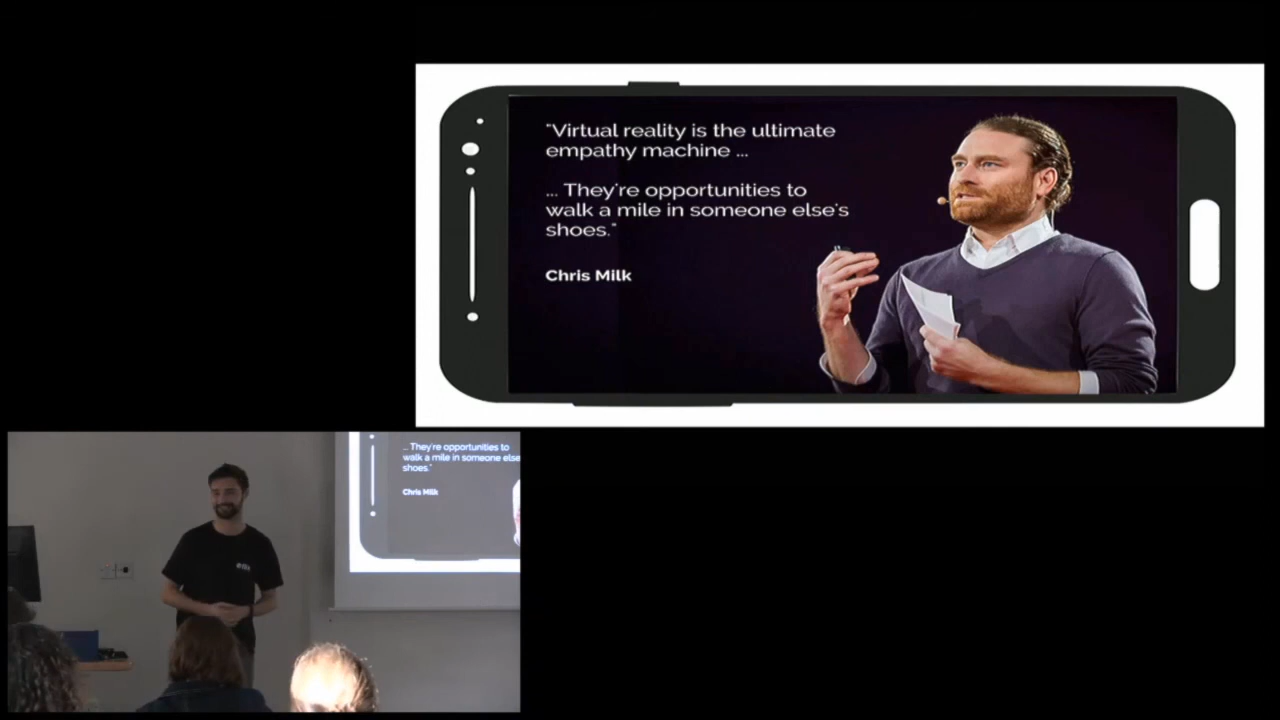 "Virtual reality is the ultimate
empathy machine ...
... They're opportunities to
walk a mile in someone else's
shoes."
Chris Milk
... They're opportunities to
walk a mile in someone else
shoes."
Chris Milk